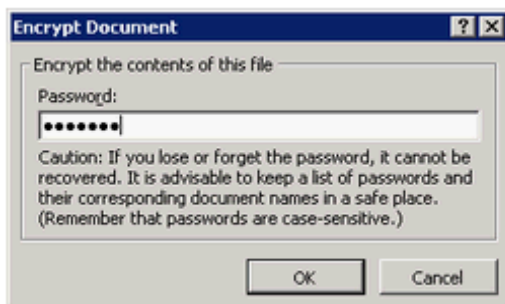 Encrypt Document
Encrypt the contents of this file
Password:
●●●●●●●
Caution: If you lose or forget the password, it cannot be
recovered. It is advisable to keep a list of passwords and
their corresponding document names in a safe place.
(Remember that passwords are case-sensitive.)
OK Cancel